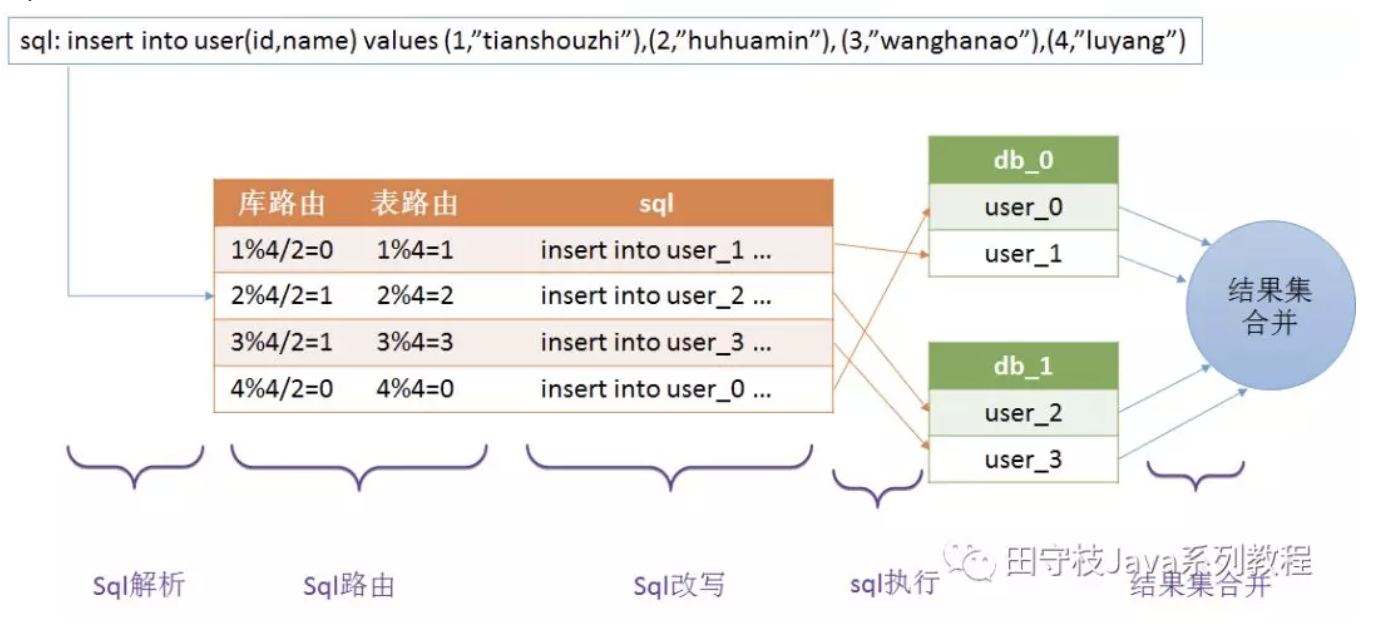 sql: insert into user(id,name) values (1,”tianshouzhi”),(2,”huhuamin”), (3,”wanghanao”),(4,”luyang”)
库路由 表路由 sql
1%4/2=0 1%4=1 insert into user_1 ...
2%4/2=1 2%4=2 insert into user_2 ...
3%4/2=1 3%4=3 insert into user_3 ...
4%4/2=0 4%4=0 insert into user_0 ...
db_0
user_0
user_1
db_1
user_2
user_3
结果集
合并
Sql解析 Sql路由 Sql改写 sql执行 结果集合并
田守枝Java系列教程